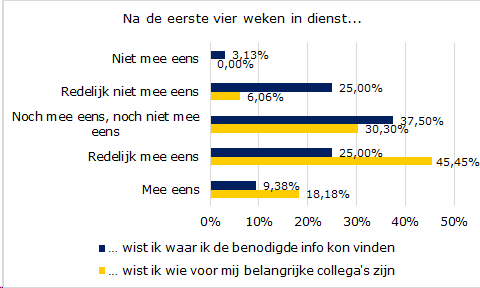 Na de eerste vier weken in dienst...
Niet mee eens
3,13%
0,00%
Redelijk niet mee eens
25,00%
6,06%
Noch mee eens, noch niet mee
eens
37,50%
30,30%
Redelijk mee eens
25,00%
45,45%
Mee eens
9,38%
18,18%
0% 10% 20% 30% 40% 50%
... wist ik waar ik de benodigde info kon vinden
... wist ik wie voor mij belangrijke collega's zijn